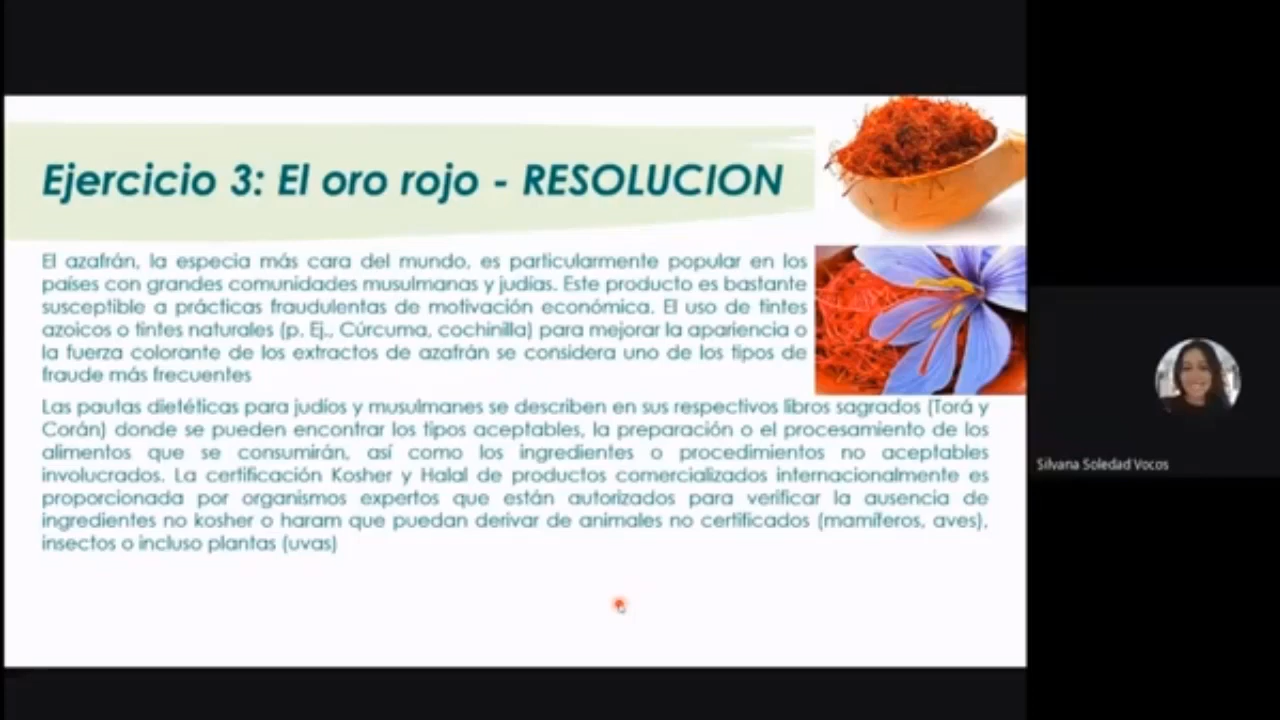 Ejercicio 3: El oro rojo - RESOLUCION
El azafrán, la especia más cara del mundo, es particularmente popular en los
países con grandes comunidades musulmanas y judías. Este producto es bastante
susceptible a prácticas fraudulentas de motivación económica. El uso de tintes
azoicos o tintes naturales (p. Ej., Cúrcuma, cochinilla) para mejorar la apariencia o
la fuerza colorante de los extractos de azafrán se considera uno de los tipos de
fraude más frecuentes
Las pautas dietéticas para judíos y musulmanes se describen en sus respectivos libros sagrados (Torá y
Corán) donde se pueden encontrar los tipos aceptables, la preparación o el procesamiento de los
alimentos que se consumirán, así como los ingredientes o procedimientos no aceptables
involucrados. La certificación Kosher y Halal de productos comercializados internacionalmente es
proporcionada por organismos expertos que están autorizados para verificar la ausencia de
ingredientes no kosher o haram que puedan derivar de animales no certificados (mamíferos, aves),
insectos o incluso plantas (uvas)
Silvana Soledad Vocos